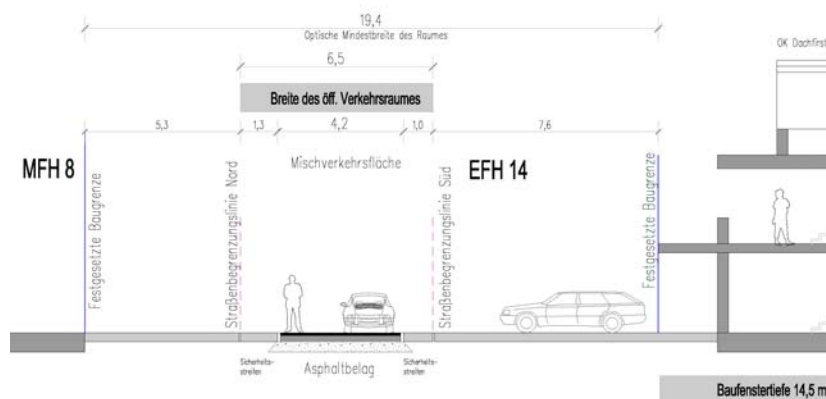 19,4
Optische Mindestbreite des Raumes
OK Dachfirst
6,5
Breite des öff. Verkehrsraumes
5,3
1,3
4,2
1,0
7,6
MFH 8
Mischverkehrsfläche
EFH 14
Festgesetzte Baugrenze
Straßenbegrenzungslinie Nord
Straßenbegrenzungslinie Süd
Festgesetzte Baugrenze
Sicherheits-
streifen
Asphaltbelag
Sicherheits-
streifen
Baufenstertiefe 14,5 m